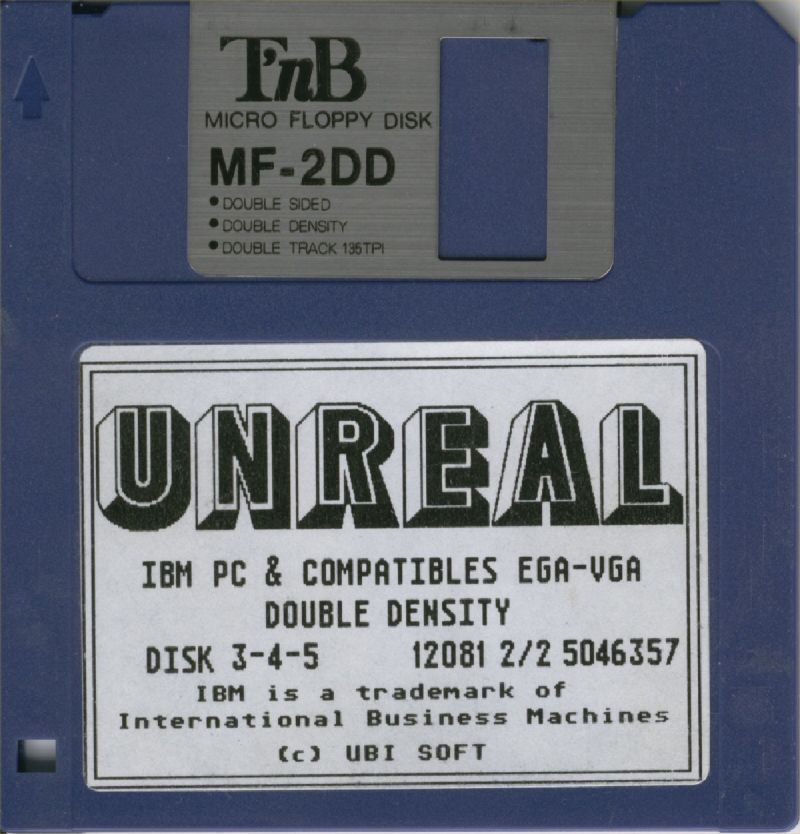 T'nB
MICRO FLOPPY DISK
MF-2DD
• DOUBLE SIDED
• DOUBLE DENSITY
• DOUBLE TRACK 135TPI
UNREAL
IBM PC & COMPATIBLES EGA-VGA
DOUBLE DENSITY
DISK 3-4-5 12081 2/2 5046357
IBM is a trademark of
International Business Machines
(c) UBI SOFT